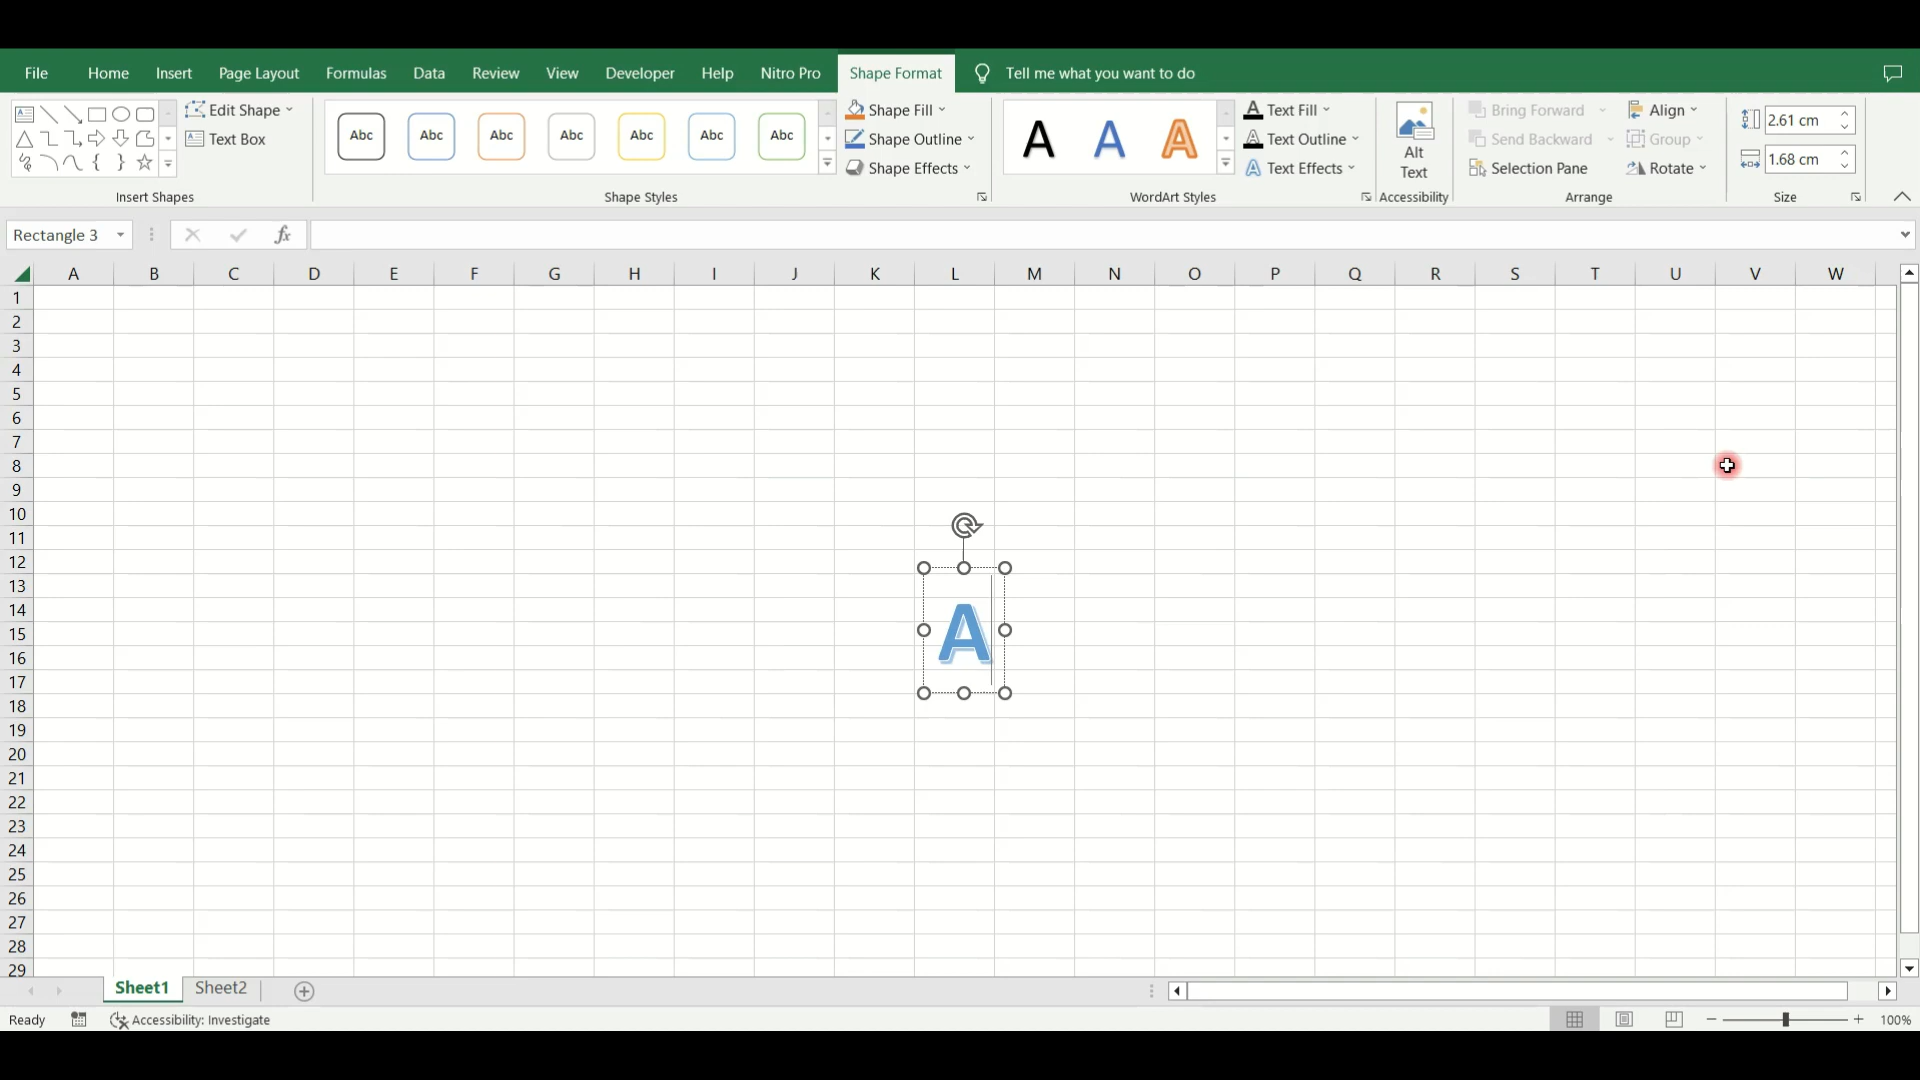 File Home Insert Page Layout Formulas Data Review View Developer Help Nitro Pro Shape Format Tell me what you want to do
Edit Shape
Text Box
Insert Shapes
Abc Abc Abc Abc Abc Abc Abc
Shape Styles
Shape Fill
Shape Outline
Shape Effects
A A A
WordArt Styles
Text Fill
Text Outline
Text Effects
Alt
Text
Accessibility
Bring Forward
Send Backward
Selection Pane
Align
Group
Rotate
Arrange
2.61 cm
1.68 cm
Size
Rectangle 3
fx
A B C D E F G H I J K L M N O P Q R S T U V W
1
2
3
4
5
6
7
8
9
10
11
12
13
14
15
16
17
18
19
20
21
22
23
24
25
26
27
28
29
A
Sheet1 Sheet2
Ready Accessibility: Investigate 100%